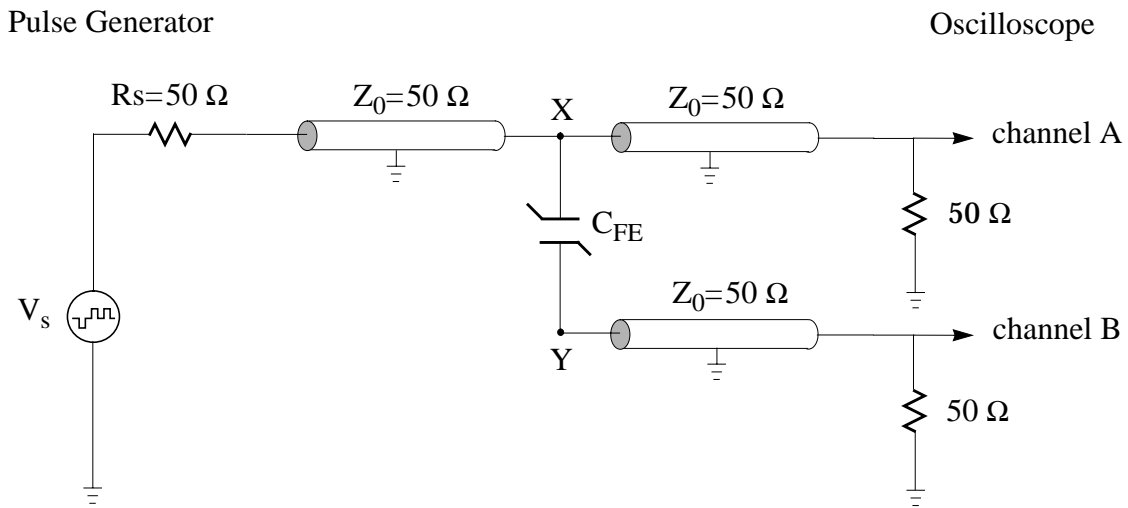 Pulse Generator
Oscilloscope
Rs=50 Ω
Z0=50 Ω
X
Z0=50 Ω
channel A
50 Ω
CFE
Vs
Z0=50 Ω
Y
channel B
50 Ω